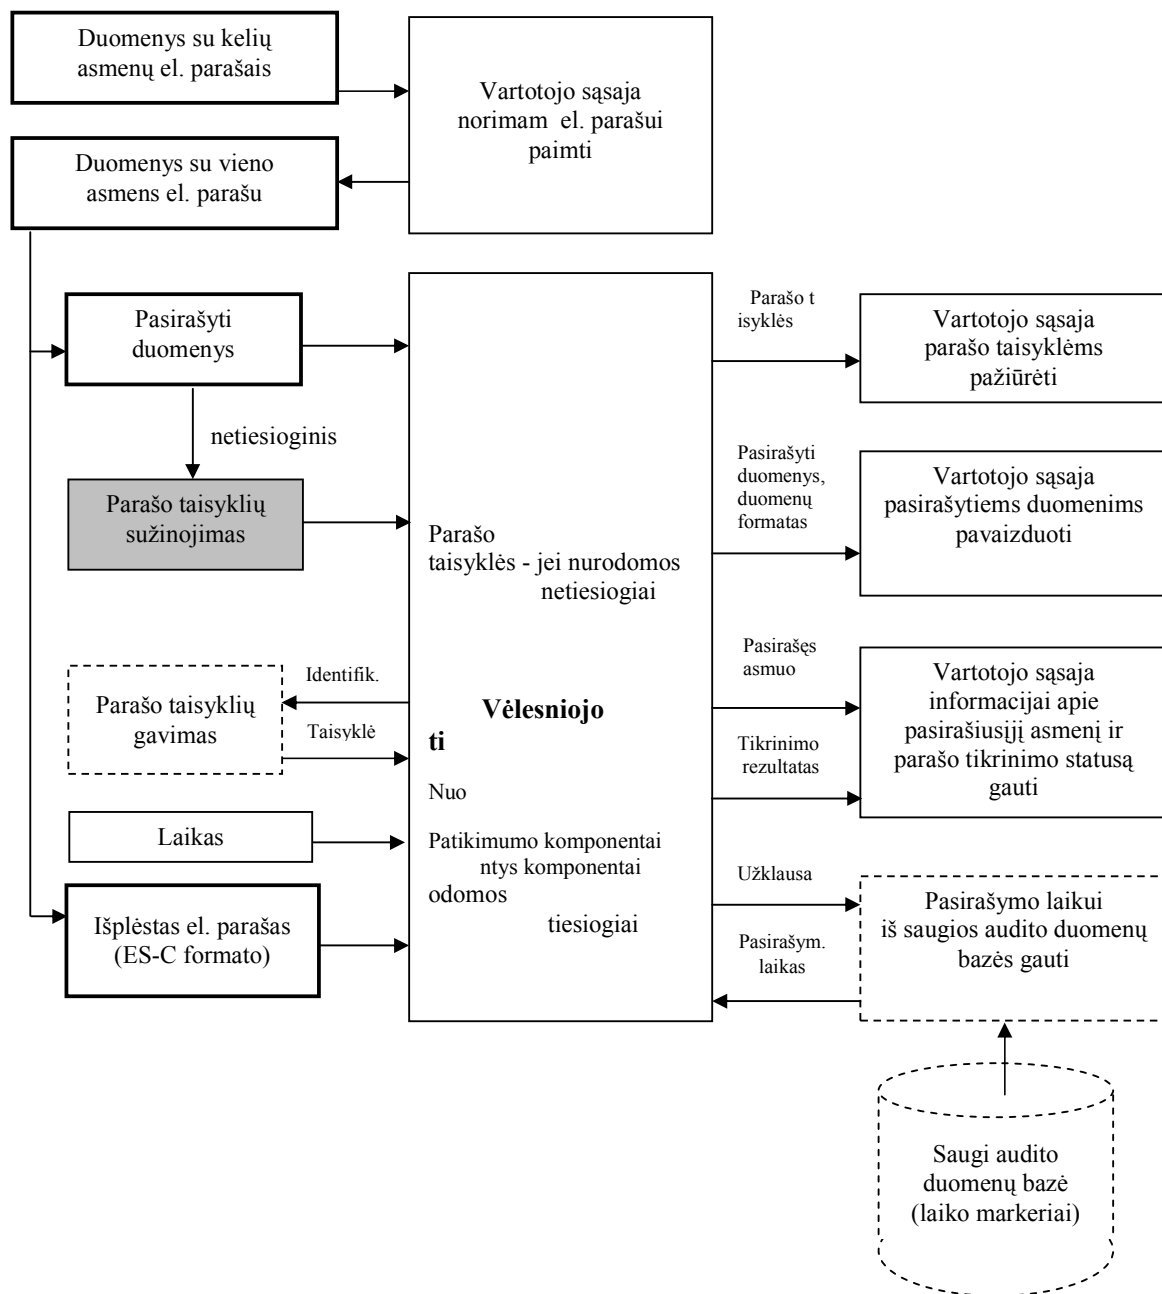 Duomenys su kelių
asmenų el. parašais
Vartotojo sąsaja
norimam el. parašui
paimti
Duomenys su vieno
asmens el. parašu
Pasirašyti
duomenys
netiesioginis
Parašo taisyklių
sužinojimas
Parašo taisyklių
gavimas
Identifik.
Taisyklė
Laikas
Išplėstas el. parašas
(ES-C formato)
Parašo
taisyklės - jei nurodomos
netiesiogiai
Vėlesniojo
ti
Nuo
Patikimumo komponentai
ntys komponentai
odomos
tiesiogiai
Parašo t
isyklės
Vartotojo sąsaja
parašo taisyklėms
pažiūrėti
Pasirašyti
duomenys,
duomenų
formatas
Vartotojo sąsaja
pasirašytiems duomenims
pavaizduoti
Pasirašęs
asmuo
Tikrinimo
rezultatas
Vartotojo sąsaja
informacijai apie
pasirašiusįjį asmenį ir
parašo tikrinimo statusą
gauti
Užklausa
Pasirašym.
laikas
Pasirašymo laikui
iš saugios audito duomenų
bazės gauti
Saugi audito
duomenų bazė
(laiko markeriai)